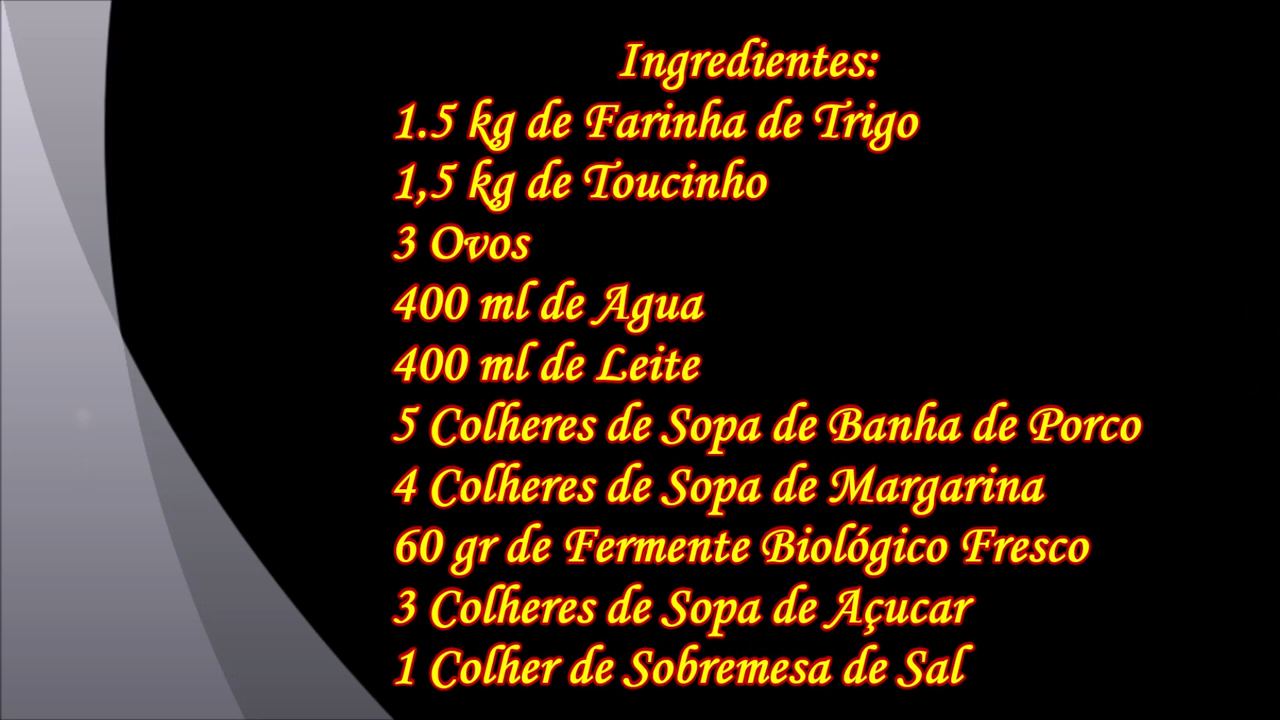 Ingredientes:
1.5 kg de Farinha de Trigo
1,5 kg de Toucinho
3 Ovos
400 ml de Agua
400 ml de Leite
5 Colheres de Sopa de Banha de Porco
4 Colheres de Sopa de Margarina
60 gr de Fermente Biológico Fresco
3 Colheres de Sopa de Açucar
1 Colher de Sobremesa de Sal